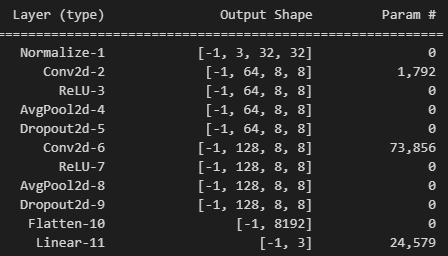 Layer (type) Output Shape Param #
================================================================
Normalize-1 [-1, 3, 32, 32] 0
Conv2d-2 [-1, 64, 8, 8] 1,792
ReLU-3 [-1, 64, 8, 8] 0
AvgPool2d-4 [-1, 64, 8, 8] 0
Dropout2d-5 [-1, 64, 8, 8] 0
Conv2d-6 [-1, 128, 8, 8] 73,856
ReLU-7 [-1, 128, 8, 8] 0
AvgPool2d-8 [-1, 128, 8, 8] 0
Dropout2d-9 [-1, 128, 8, 8] 0
Flatten-10 [-1, 8192] 0
Linear-11 [-1, 3] 24,579